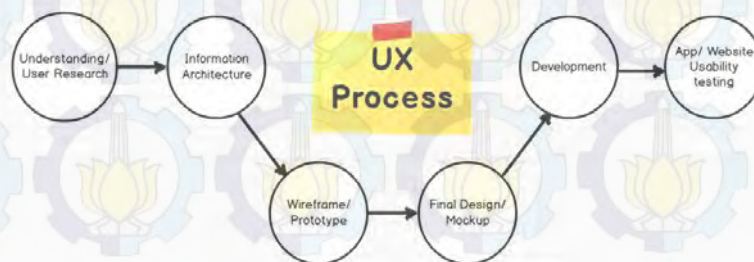 Understanding/
User Research
Information
Architecture
UX
Process
Wireframe/
Prototype
Final Design/
Mockup
Development
App/ Website
Usability
testing